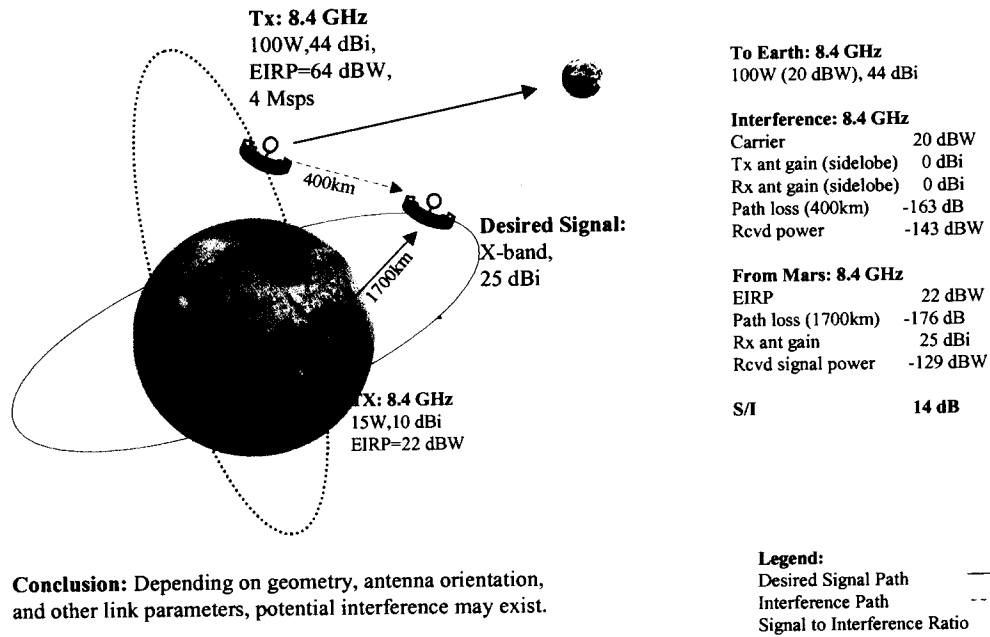 Tx: 8.4 GHz
100W,44 dBi,
EIRP=64 dBW,
4 Msps
400km
Desired Signal:
X-band,
25 dBi
1700km
TX: 8.4 GHz
15W,10 dBi
EIRP=22 dBW
To Earth: 8.4 GHz
100W (20 dBW), 44 dBi
Interference: 8.4 GHz
Carrier 20 dBW
Tx ant gain (sidelobe) 0 dBi
Rx ant gain (sidelobe) 0 dBi
Path loss (400km) -163 dB
Rcvd power -143 dBW
From Mars: 8.4 GHz
EIRP 22 dBW
Path loss (1700km) -176 dB
Rx ant gain 25 dBi
Rcvd signal power -129 dBW
S/I 14 dB
Conclusion: Depending on geometry, antenna orientation,
and other link parameters, potential interference may exist.
Legend:
Desired Signal Path
Interference Path
Signal to Interference Ratio